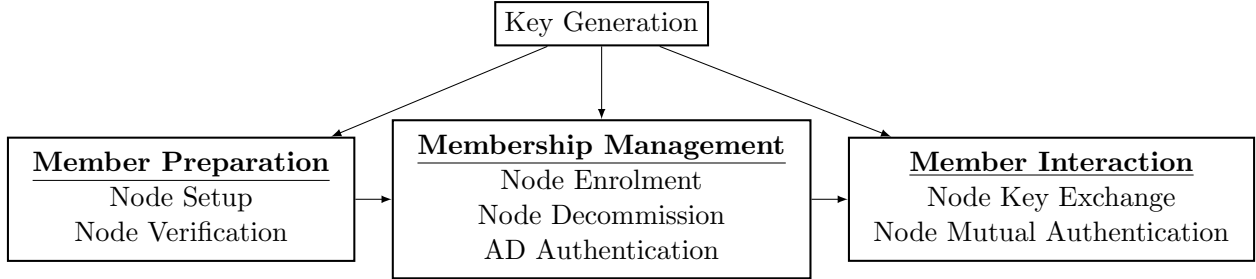 Key Generation
Member Preparation
Node Setup
Node Verification
Membership Management
Node Enrolment
Node Decommission
AD Authentication
Member Interaction
Node Key Exchange
Node Mutual Authentication